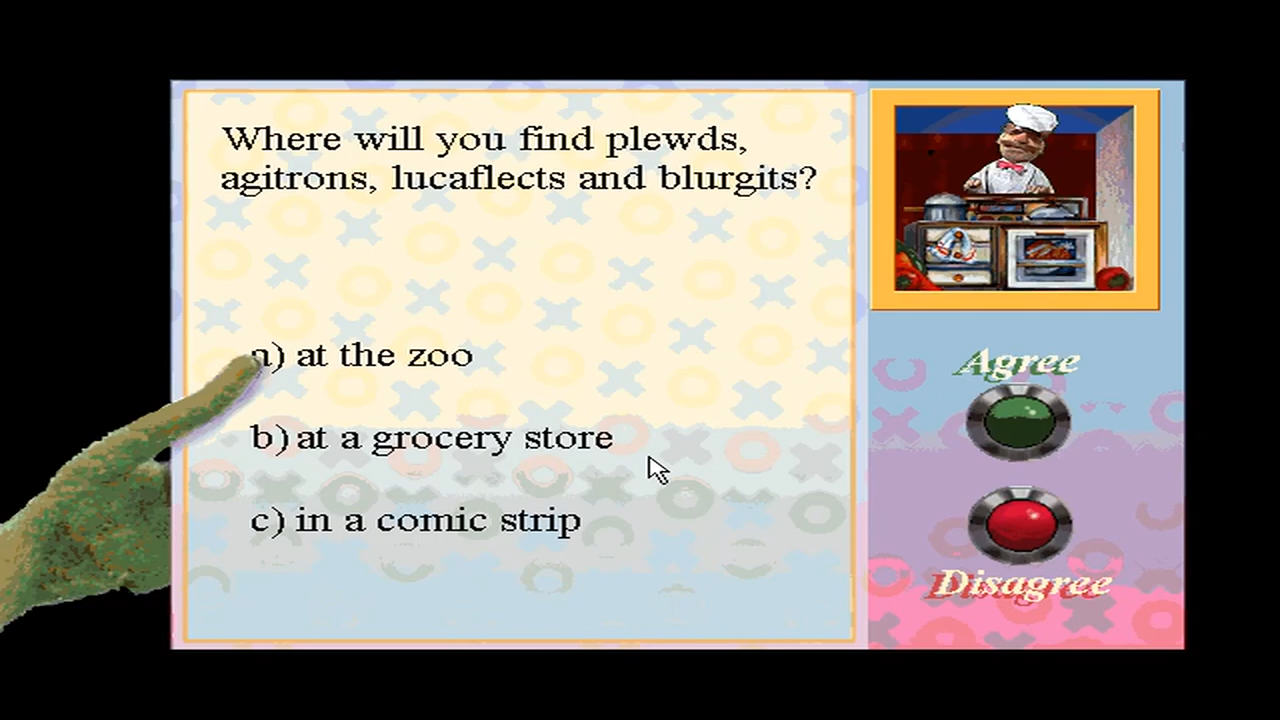 Where will you find plewds,
agitrons, lucaflects and blurgits?
a) at the zoo
b) at a grocery store
c) in a comic strip
Agree
Disagree